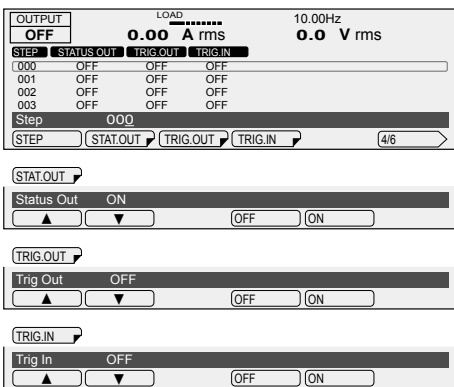 OUTPUT LOAD 10.00Hz
OFF 0.00 A rms 0.0 V rms
STEP STATUS OUT TRIG.OUT TRIG.IN
000 OFF OFF OFF
001 OFF OFF OFF
002 OFF OFF OFF
003 OFF OFF OFF
Step 000
STEP STAT.OUT TRIG.OUT TRIG.IN 4/6
STAT.OUT
Status Out ON
▲ ▼ OFF ON
TRIG.OUT
Trig Out OFF
▲ ▼ OFF ON
TRIG.IN
Trig In OFF
▲ ▼ OFF ON